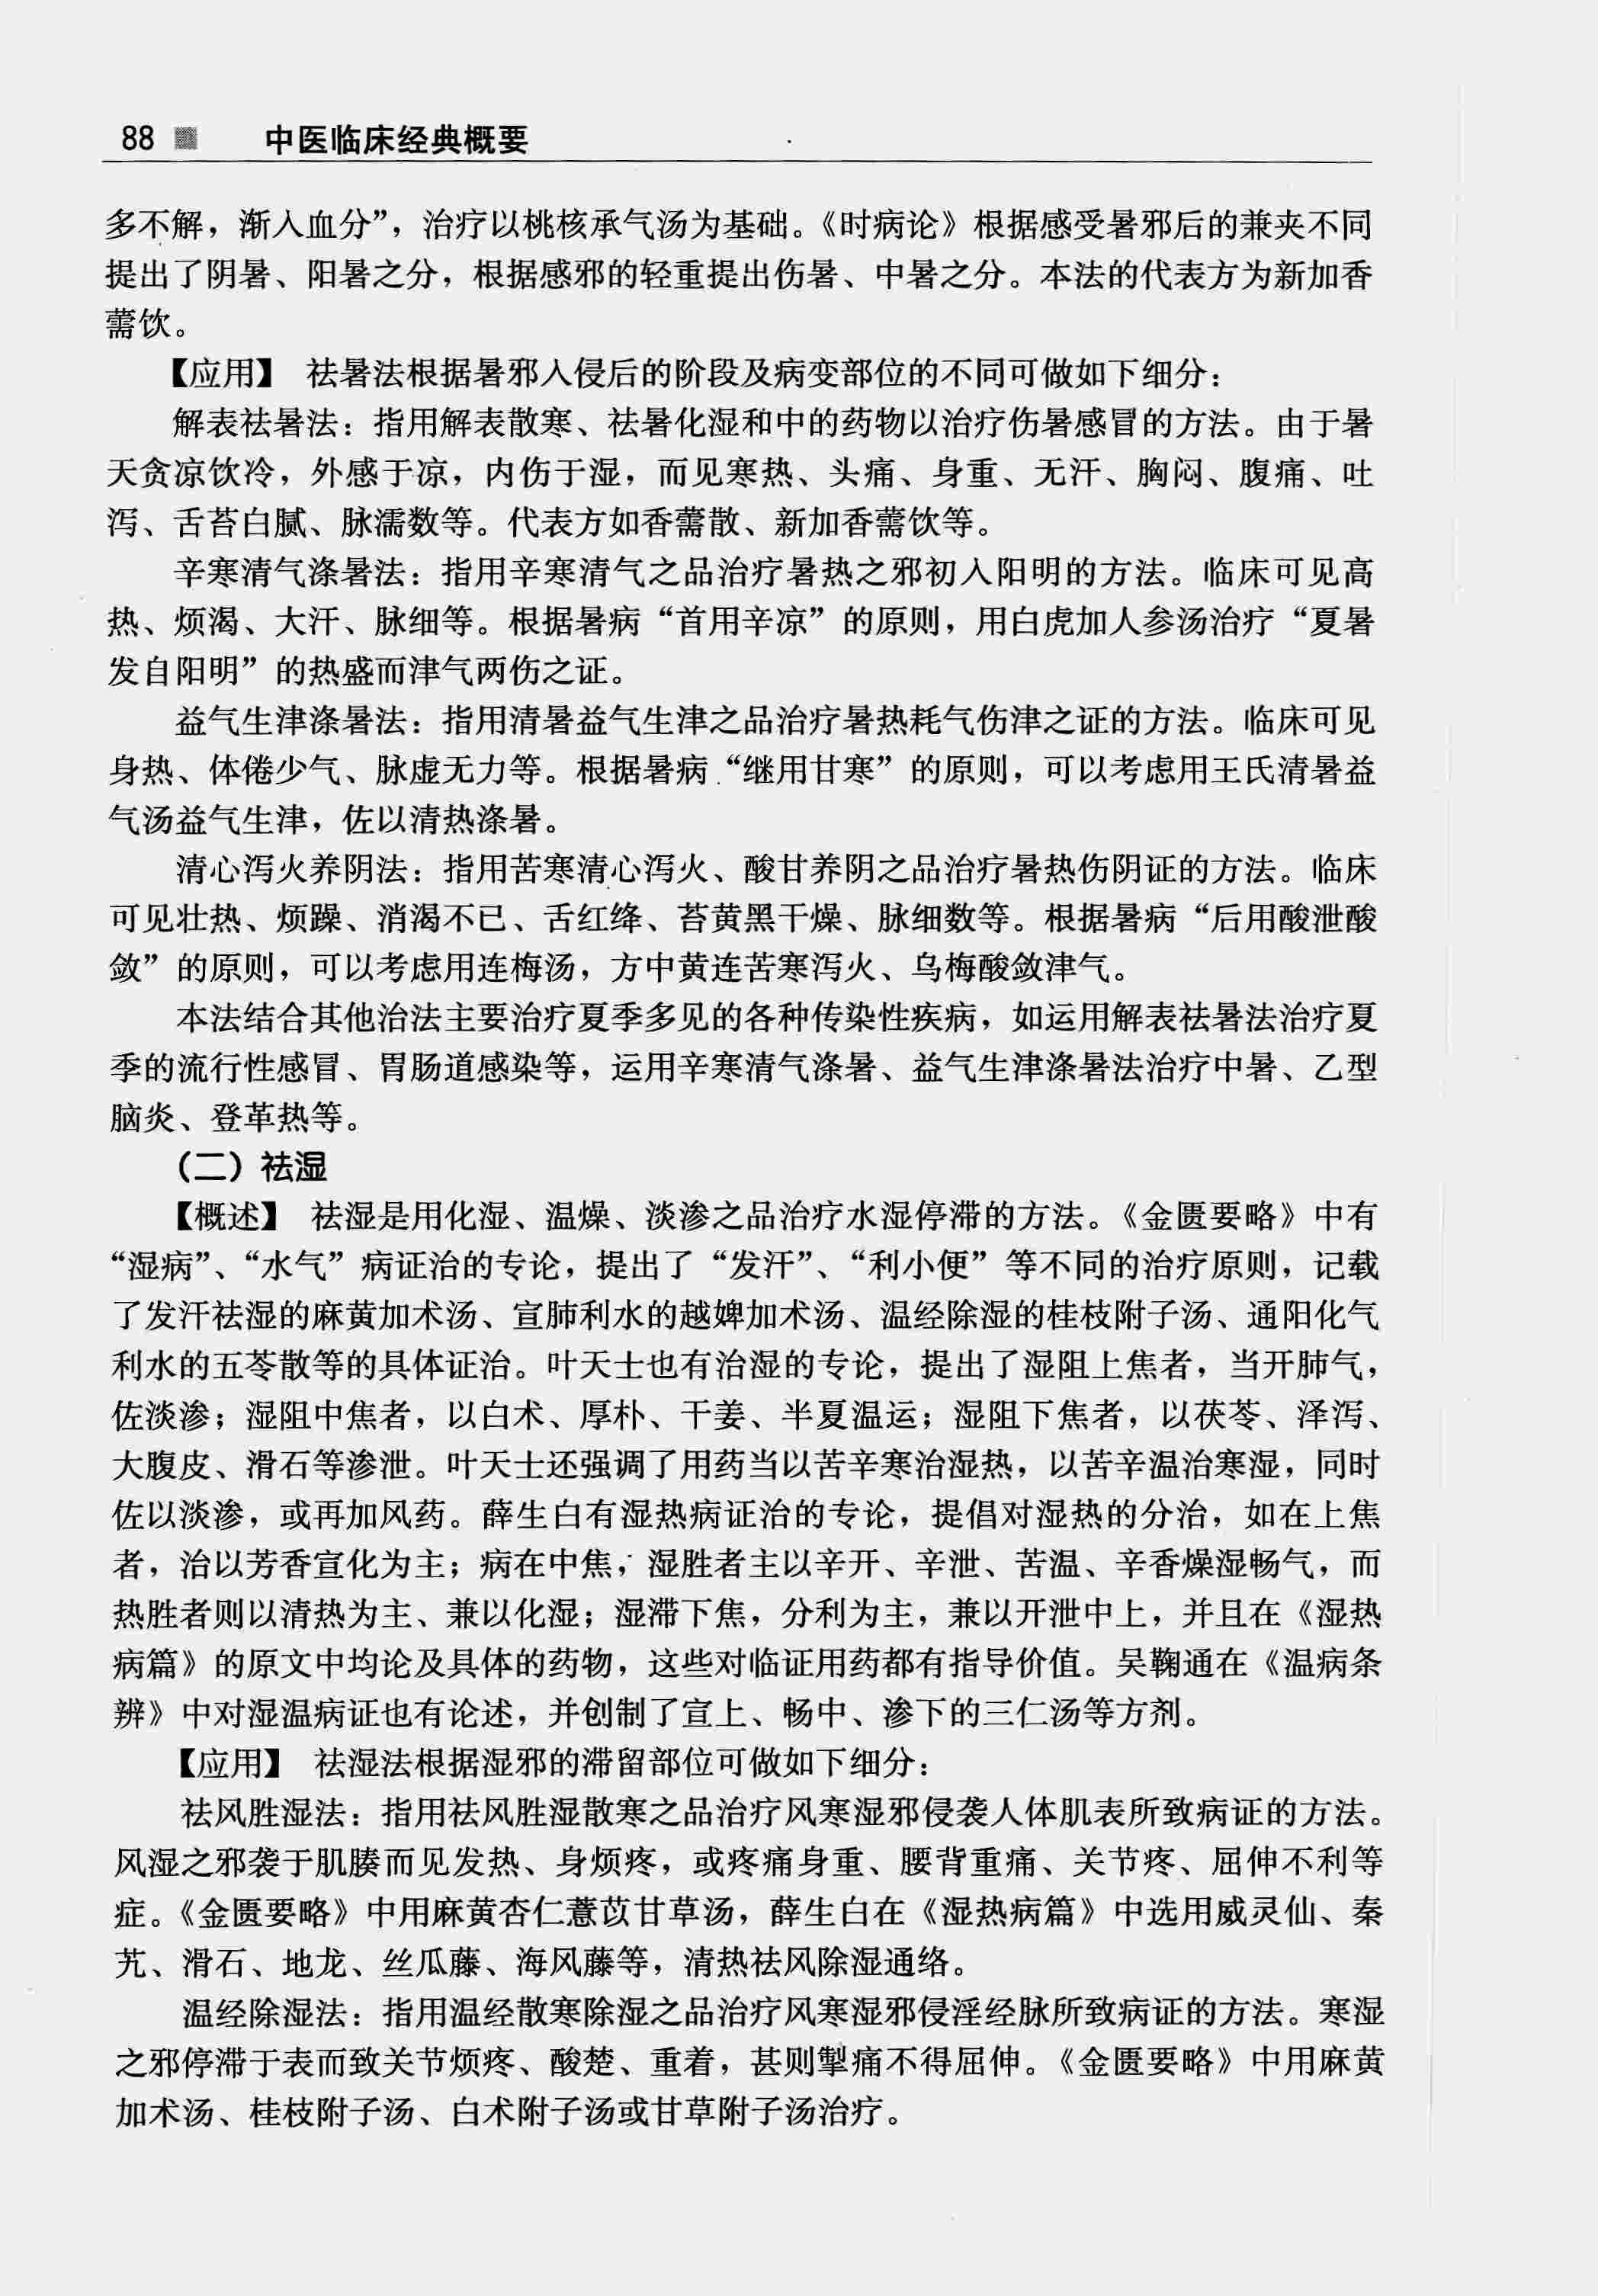 88 中医临床经典概要
多不解，渐入血分”，治疗以桃核承气汤为基础。《时病论》根据感受暑邪后的兼夹不同
提出了阴暑、阳暑之分，根据感邪的轻重提出伤暑、中暑之分。本法的代表方为新加香
薷饮。
【应用】 祛暑法根据暑邪入侵后的阶段及病变部位的不同可做如下细分：
解表祛暑法：指用解表散寒、祛暑化湿和中的药物以治疗伤暑感冒的方法。由于暑
天贪凉饮冷，外感于凉，内伤于湿，而见寒热、头痛、身重、无汗、胸闷、腹痛、吐
泻、舌苔白腻、脉濡数等。代表方如香薷散、新加香薷饮等。
辛寒清气涤暑法：指用辛寒清气之品治疗暑热之邪初入阳明的方法。临床可见高
热、烦渴、大汗、脉细等。根据暑病“首用辛凉”的原则，用白虎加人参汤治疗“夏暑
发自阳明”的热盛而津气两伤之证。
益气生津涤暑法：指用清暑益气生津之品治疗暑热耗气伤津之证的方法。临床可见
身热、体倦少气、脉虚无力等。根据暑病“继用甘寒”的原则，可以考虑用王氏清暑益
气汤益气生津，佐以清热涤暑。
清心泻火养阴法：指用苦寒清心泻火、酸甘养阴之品治疗暑热伤阴证的方法。临床
可见壮热、烦躁、消渴不已、舌红绛、苔黄黑干燥、脉细数等。根据暑病“后用酸泄酸
敛”的原则，可以考虑用连梅汤，方中黄连苦寒泻火、乌梅酸敛津气。
本法结合其他治法主要治疗夏季多见的各种传染性疾病，如运用解表祛暑法治疗夏
季的流行性感冒、胃肠道感染等，运用辛寒清气涤暑、益气生津涤暑法治疗中暑、乙型
脑炎、登革热等。
（二）祛湿
【概述】 祛湿是用化湿、温燥、淡渗之品治疗水湿停滞的方法。《金匮要略》中有
“湿病”、“水气”病证治的专论，提出了“发汗”、“利小便”等不同的治疗原则，记载
了发汗祛湿的麻黄加术汤、宣肺利水的越婢加术汤、温经除湿的桂枝附子汤、通阳化气
利水的五苓散等的具体证治。叶天士也有治湿的专论，提出了湿阻上焦者，当开肺气，
佐淡渗；湿阻中焦者，以白术、厚朴、干姜、半夏温运；湿阻下焦者，以茯苓、泽泻、
大腹皮、滑石等渗泄。叶天士还强调了用药当以苦辛寒治湿热，以苦辛温治寒湿，同时
佐以淡渗，或再加风药。薛生白有湿热病证治的专论，提倡对湿热的分治，如在上焦
者，治以芳香宣化为主；病在中焦，湿胜者主以辛开、辛泄、苦温、辛香燥湿畅气，而
热胜者则以清热为主、兼以化湿；湿滞下焦，分利为主，兼以开泄中上，并且在《湿热
病篇》的原文中均论及具体的药物，这些对临证用药都有指导价值。吴鞠通在《温病条
辨》中对湿温病证也有论述，并创制了宣上、畅中、渗下的三仁汤等方剂。
【应用】 祛湿法根据湿邪的滞留部位可做如下细分：
祛风胜湿法：指用祛风胜湿散寒之品治疗风寒湿邪侵袭人体肌表所致病证的方法。
风湿之邪袭于肌腠而见发热、身烦疼，或疼痛身重、腰背重痛、关节疼、屈伸不利等
症。《金匮要略》中用麻黄杏仁薏苡甘草汤，薛生白在《湿热病篇》中选用威灵仙、秦
艽、滑石、地龙、丝瓜藤、海风藤等，清热祛风除湿通络。
温经除湿法：指用温经散寒除湿之品治疗风寒湿邪侵淫经脉所致病证的方法。寒湿
之邪停滞于表而致关节烦疼、酸楚、重着，甚则掣痛不得屈伸。《金匮要略》中用麻黄
加术汤、桂枝附子汤、白术附子汤或甘草附子汤治疗。